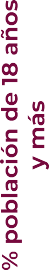 % población de 18 años
y más